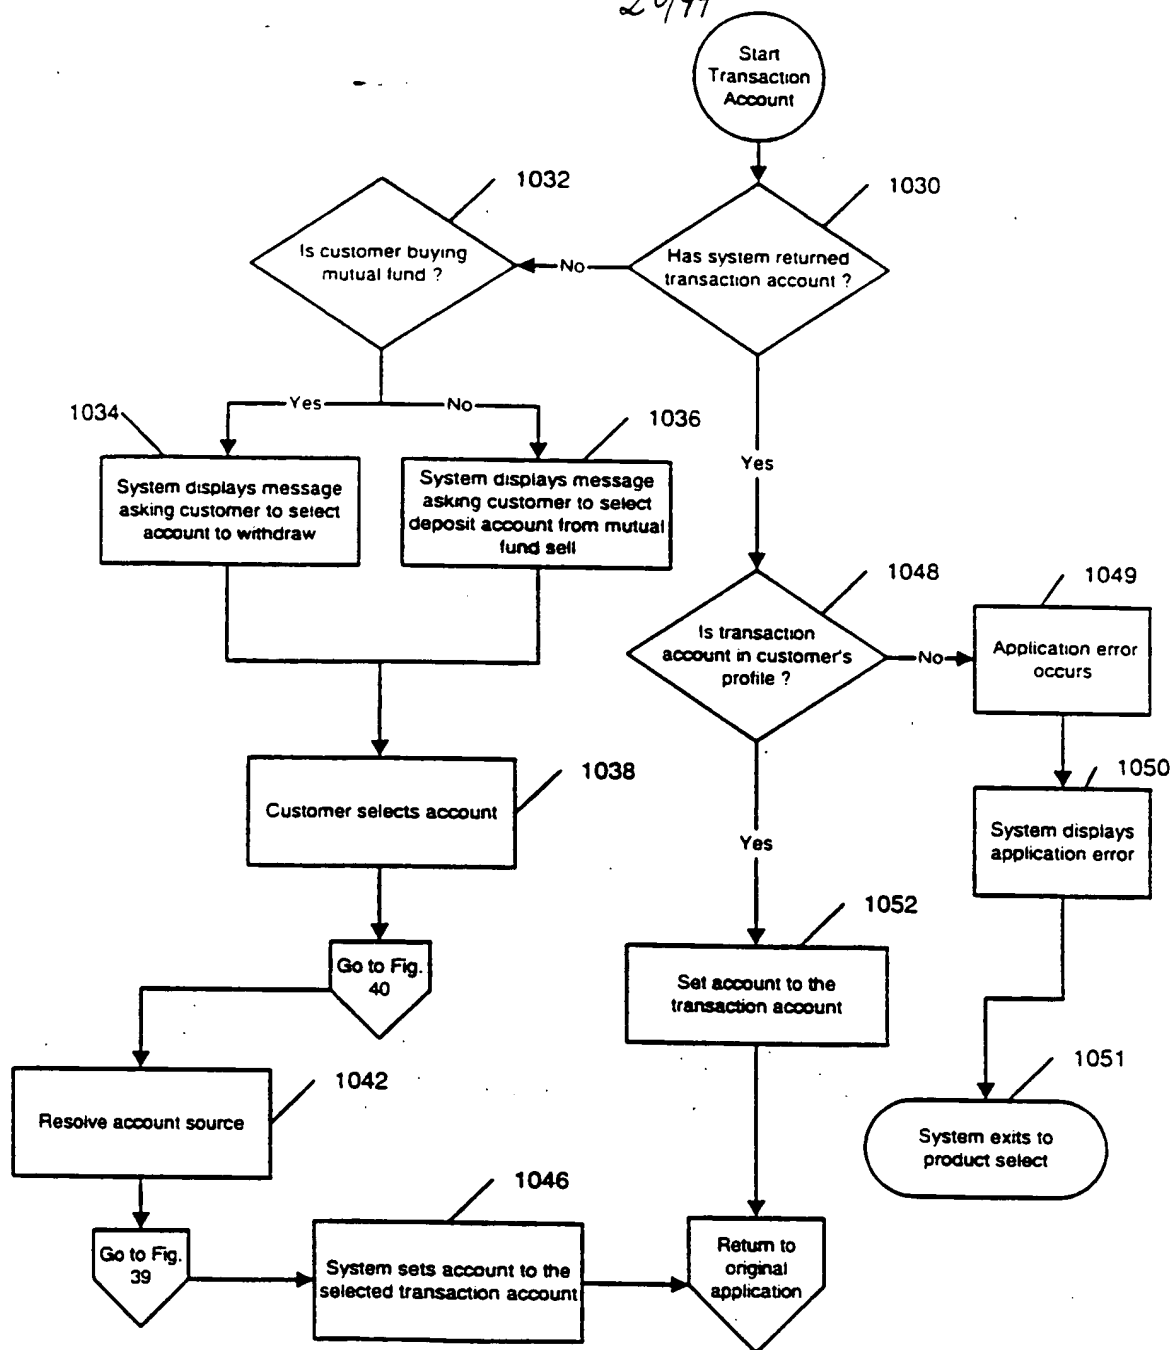 Start
Transaction
Account
1032
1030
Is customer buying
mutual fund ?
No
Has system returned
transaction account ?
1034
Yes
No
1036
Yes
System displays message
asking customer to select
account to withdraw
System displays message
asking customer to select
deposit account from mutual
fund sell
1048
1049
Is transaction
account in customer's
profile ?
No
Application error
occurs
1038
1050
Customer selects account
Yes
System displays
application error
1052
Go to Fig.
40
Set account to the
transaction account
1042
1051
Resolve account source
System exits to
product select
1046
Go to Fig.
39
System sets account to the
selected transaction account
Return to
original
application